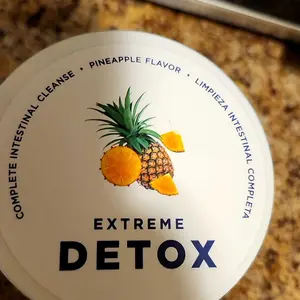 COMPLETE INTESTINAL CLEANSE • PINEAPPLE FLAVOR • LIMPIEZA INTESTINAL COMPLETA
EXTREME
DETOX